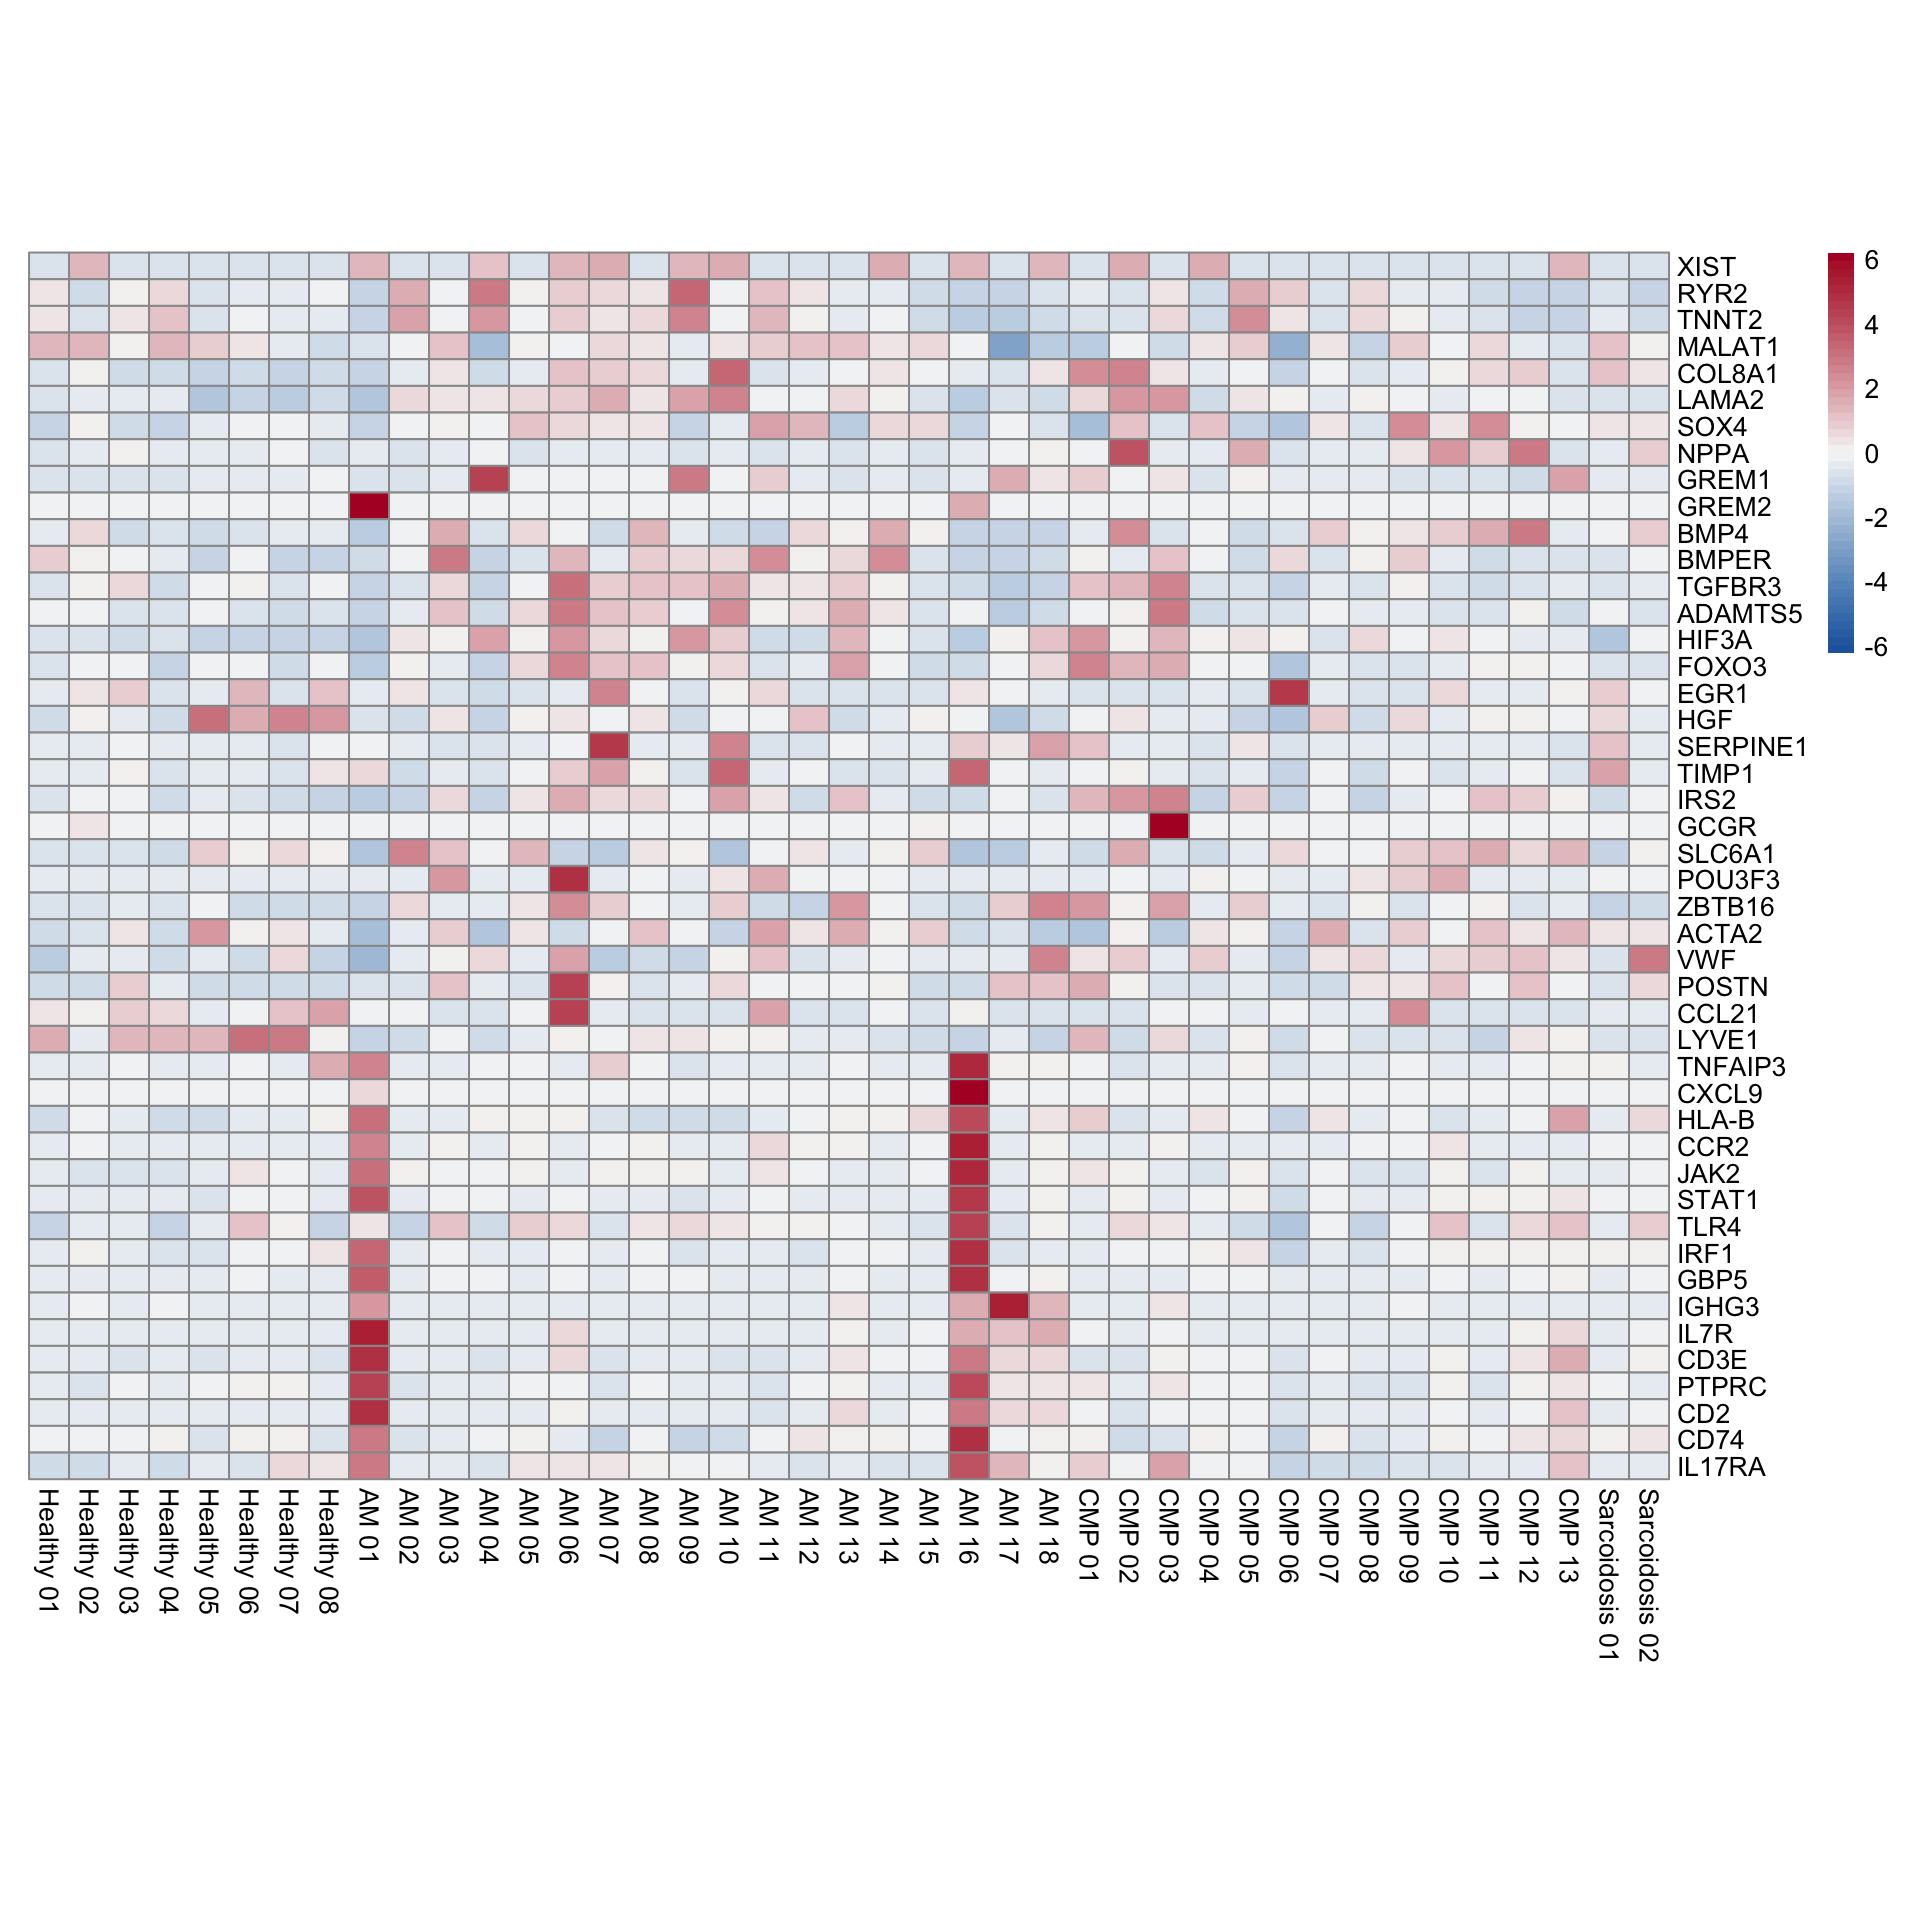 XIST
RYR2
TNNT2
MALAT1
COL8A1
LAMA2
SOX4
NPPA
GREM1
GREM2
BMP4
BMPER
TGFBR3
ADAMTS5
HIF3A
FOXO3
EGR1
HGF
SERPINE1
TIMP1
IRS2
GCGR
SLC6A1
POU3F3
ZBTB16
ACTA2
VWF
POSTN
CCL21
LYVE1
TNFAIP3
CXCL9
HLA-B
CCR2
JAK2
STAT1
TLR4
IRF1
GBP5
IGHG3
IL7R
CD3E
PTPRC
CD2
CD74
IL17RA
6
4
2
0
-2
-4
-6
Healthy 01
Healthy 02
Healthy 03
Healthy 04
Healthy 05
Healthy 06
Healthy 07
Healthy 08
AM 01
AM 02
AM 03
AM 04
AM 05
AM 06
AM 07
AM 08
AM 09
AM 10
AM 11
AM 12
AM 13
AM 14
AM 15
AM 16
AM 17
AM 18
CMP 01
CMP 02
CMP 03
CMP 04
CMP 05
CMP 06
CMP 07
CMP 08
CMP 09
CMP 10
CMP 11
CMP 12
CMP 13
Sarcoidosis 01
Sarcoidosis 02